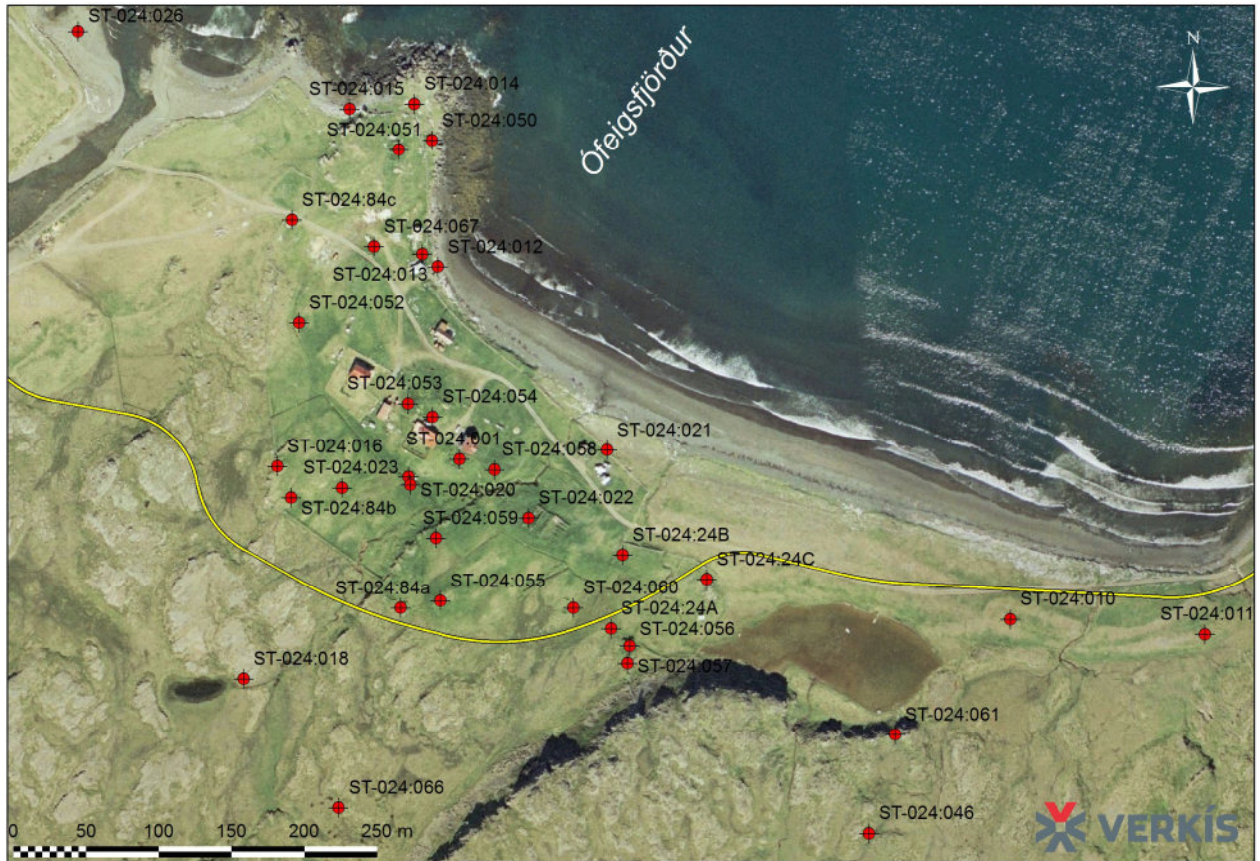 ST-024:026
N
ST-024:015
ST-024:014
ST-024:051
ST-024:050
Ófeigsfjörður
ST-024:84c
ST-024:067
ST-024:012
ST-024:013
ST-024:052
ST-024:053
ST-024:054
ST-024:016
ST-024:001
ST-024:058
ST-024:021
ST-024:023
ST-024:020
ST-024:84b
ST-024:022
ST-024:059
ST-024:24B
ST-024:24C
ST-024:84a
ST-024:055
ST-024:060
ST-024:24A
ST-024:010
ST-024:011
ST-024:056
ST-024:057
ST-024:018
ST-024:061
ST-024:066
ST-024:046
0 50 100 150 200 250 m
VERKÍS